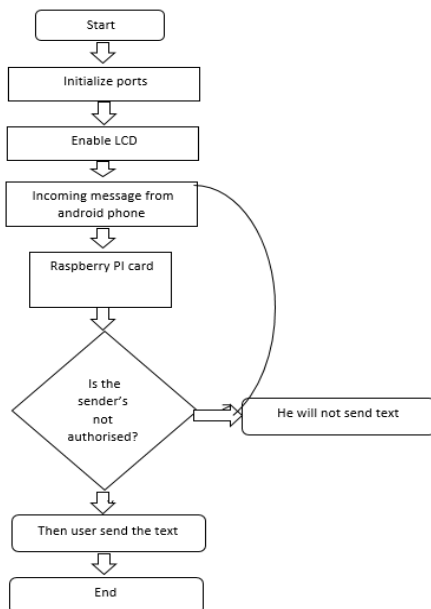 Start
Initialize ports
Enable LCD
Incoming message from
android phone
Raspberry PI card
Is the
sender's
not
authorised?
He will not send text
Then user send the text
End